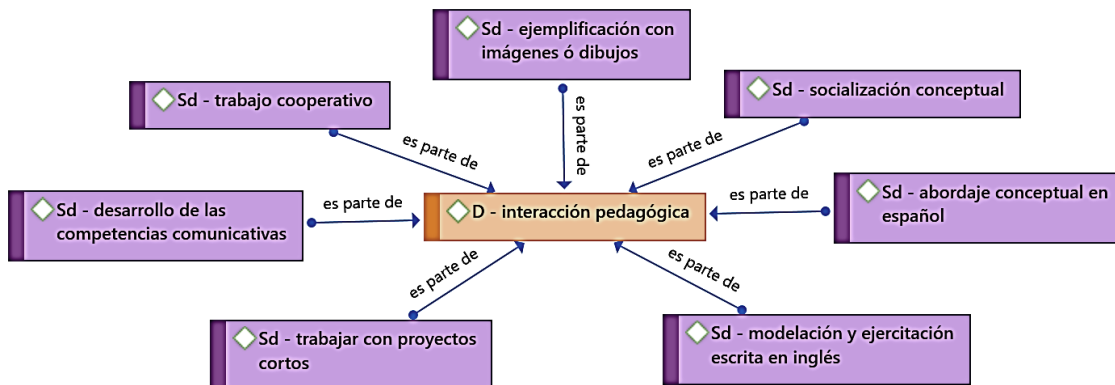 Sd - ejemplificación con
imágenes ó dibujos
Sd - trabajo cooperativo
Sd - socialización conceptual
es parte de
es parte de
es parte de
Sd - desarrollo de las
competencias comunicativas
es parte de
D - interacción pedagógica
es parte de
Sd - abordaje conceptual en
español
es parte de
es parte de
Sd - trabajar con proyectos
cortos
Sd - modelación y ejercitación
escrita en inglés